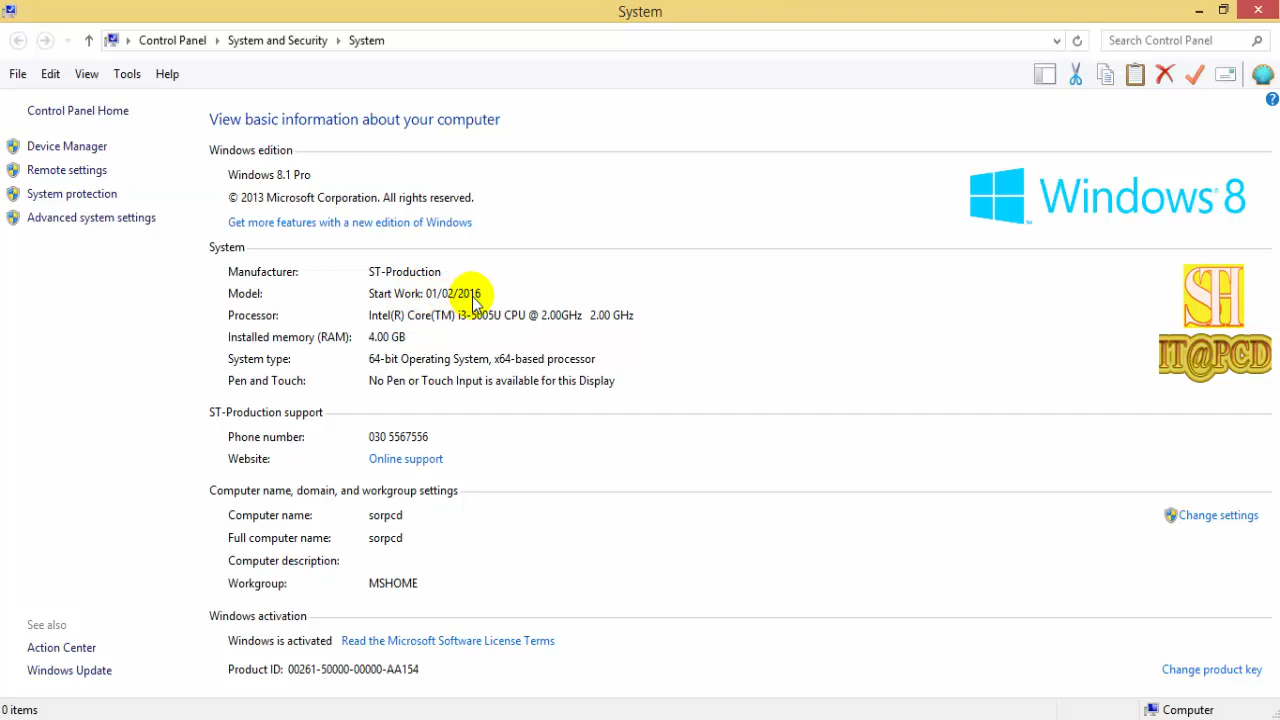 System
Control Panel
System and Security
System
Search Control Panel
File
Edit
View
Tools
Help
Control Panel Home
Device Manager
Remote settings
System protection
Advanced system settings
See also
Action Center
Windows Update
View basic information about your computer
Windows edition
Windows 8.1 Pro
© 2013 Microsoft Corporation. All rights reserved.
Get more features with a new edition of Windows
Windows 8
System
Manufacturer: ST-Production
Model: Start Work: 01/02/2016
Processor: Intel(R) Core(TM) i3-5005U CPU @ 2.00GHz 2.00 GHz
Installed memory (RAM): 4.00 GB
System type: 64-bit Operating System, x64-based processor
Pen and Touch: No Pen or Touch Input is available for this Display
IT@PCD
ST-Production support
Phone number: 030 5567556
Website: Online support
Computer name, domain, and workgroup settings
Computer name: sorpcd
Change settings
Full computer name: sorpcd
Computer description:
Workgroup: MSHOME
Windows activation
Windows is activated Read the Microsoft Software License Terms
Product ID: 00261-50000-00000-AA154
Change product key
0 items
Computer